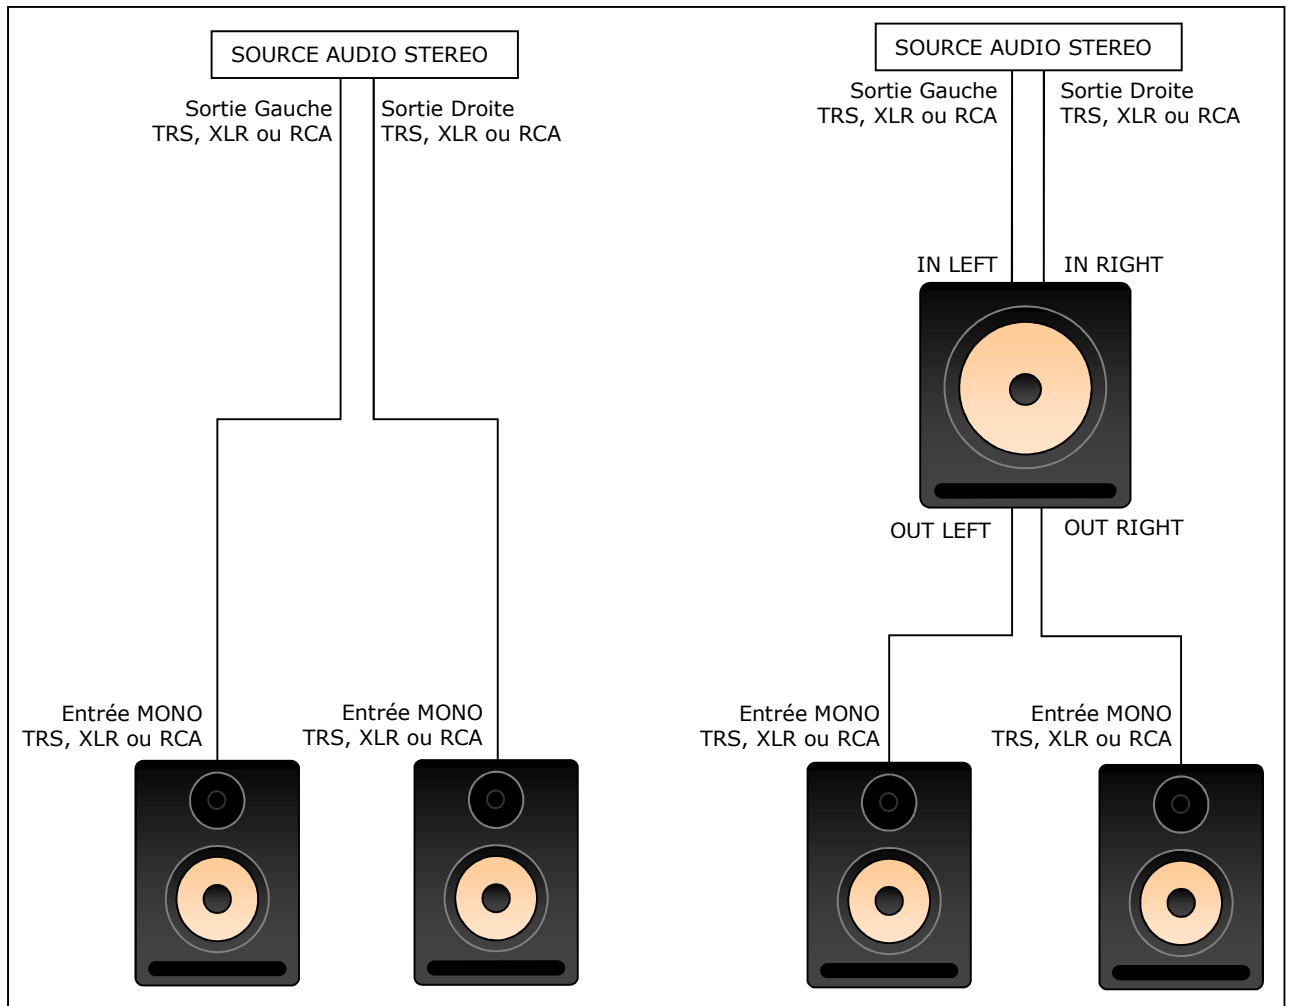 SOURCE AUDIO STEREO
Sortie Gauche
TRS, XLR ou RCA
Sortie Droite
TRS, XLR ou RCA
Entrée MONO
TRS, XLR ou RCA
Entrée MONO
TRS, XLR ou RCA
SOURCE AUDIO STEREO
Sortie Gauche
TRS, XLR ou RCA
Sortie Droite
TRS, XLR ou RCA
IN LEFT
IN RIGHT
OUT LEFT
OUT RIGHT
Entrée MONO
TRS, XLR ou RCA
Entrée MONO
TRS, XLR ou RCA